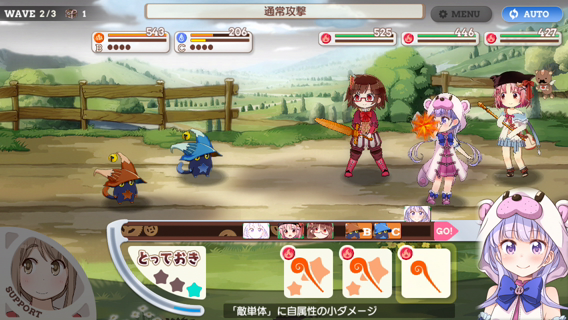 WAVE 2/3 1
通常攻撃
MENU
AUTO
543
B
206
C
525
446
427
B C GO!
とっておき
SUPPORT
「敵単体」に自属性の小ダメージ